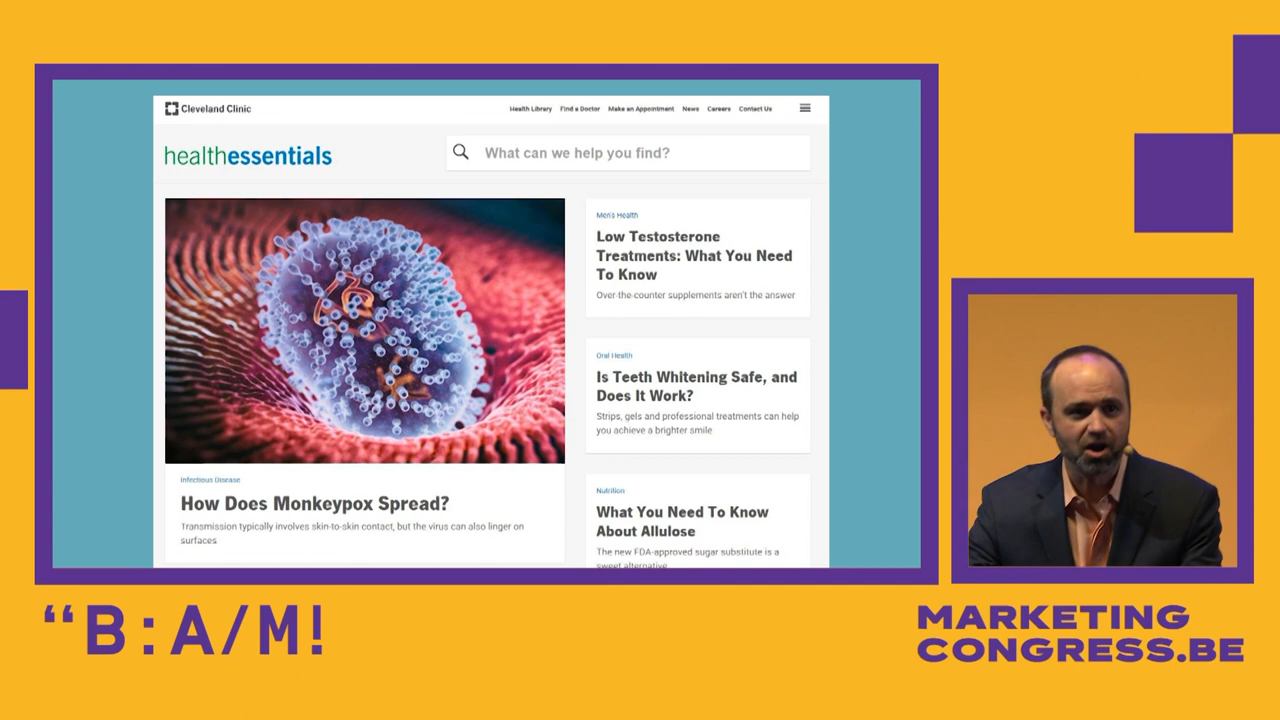 Cleveland Clinic
Health Library Find a Doctor Make an Appointment News Careers Contact Us
healthessentials
What can we help you find?
Men's Health
Low Testosterone
Treatments: What You Need
To Know
Over-the-counter supplements aren't the answer
Oral Health
Is Teeth Whitening Safe, and
Does It Work?
Strips, gels and professional treatments can help
you achieve a brighter smile
Infectious Disease
How Does Monkeypox Spread?
Transmission typically involves skin-to-skin contact, but the virus can also linger on
surfaces
Nutrition
What You Need To Know
About Allulose
The new FDA-approved sugar substitute is a
sweet alternative
“B:A/M!
MARKETING
CONGRESS.BE